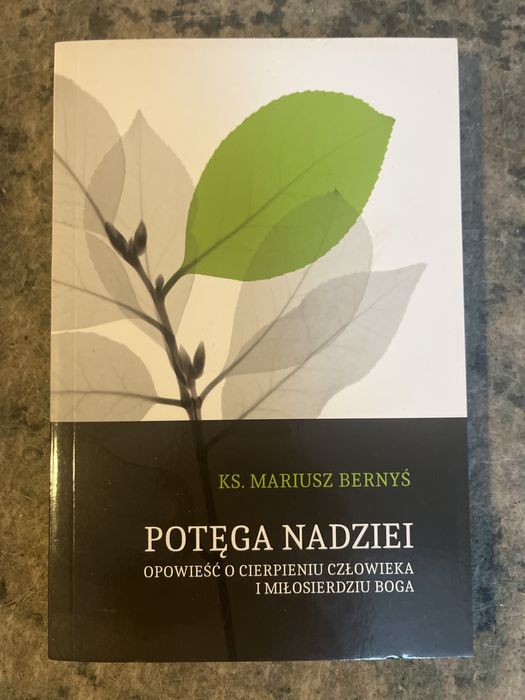 KS. MARIUSZ BERNYŚ
POTĘGA NADZIEI
OPOWIEŚĆ O CIERPIENIU CZŁOWIEKA
I MIŁOSIERDZIU BOGA